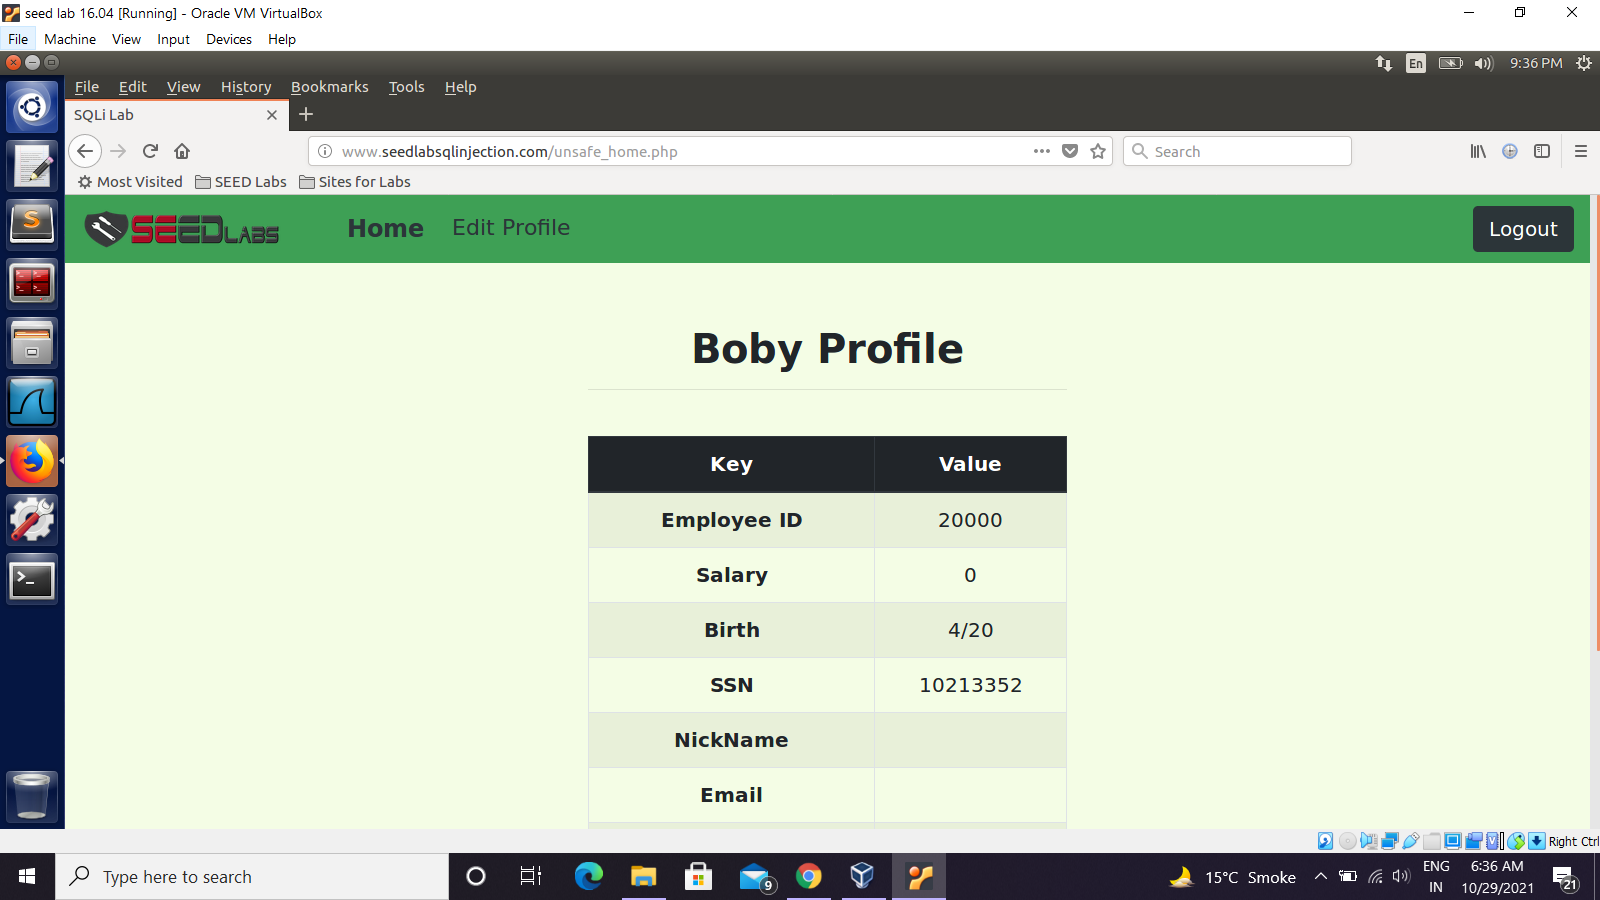 seed lab 16.04 [Running] - Oracle VM VirtualBox
File Machine View Input Devices Help
En 9:36 PM
File Edit View History Bookmarks Tools Help
SQLi Lab
www.seedlabsqlinjection.com/unsafe_home.php
Search
Most Visited SEED Labs Sites for Labs
SEEDLABS Home Edit Profile Logout
Boby Profile
Key Value
Employee ID 20000
Salary 0
Birth 4/20
SSN 10213352
NickName
Email
Right Ctrl
Type here to search
9
15°C Smoke
ENG
IN
6:36 AM
10/29/2021
21